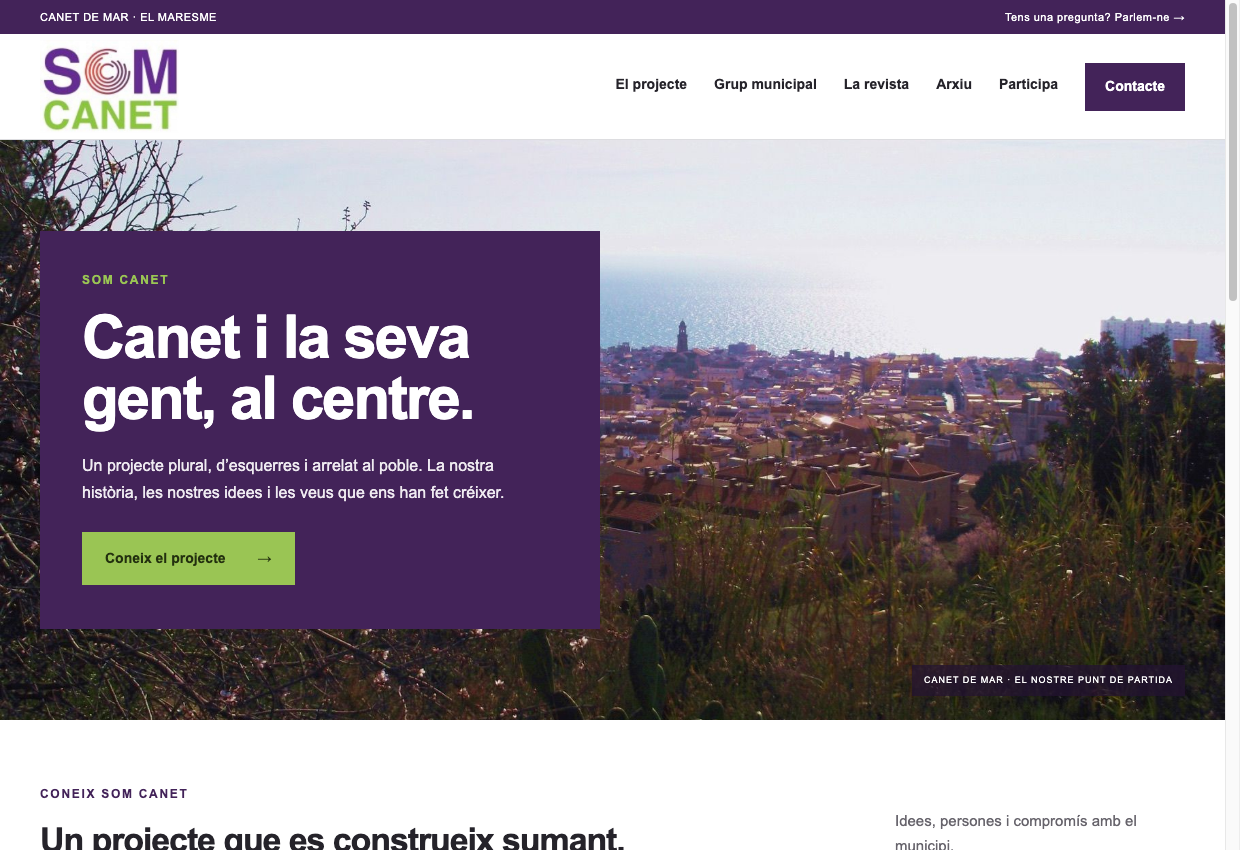 CANET DE MAR · EL MARESME
Tens una pregunta? Parlem-ne →
SOM
CANET
El projecte
Grup municipal
La revista
Arxiu
Participa
Contacte
SOM CANET
Canet i la seva
gent, al centre.
Un projecte plural, d’esquerres i arrelat al poble. La nostra
història, les nostres idees i les veus que ens han fet créixer.
Coneix el projecte →
CANET DE MAR · EL NOSTRE PUNT DE PARTIDA
CONEIX SOM CANET
Un projecte que es construeix sumant.
Idees, persones i compromís amb el
municipi.